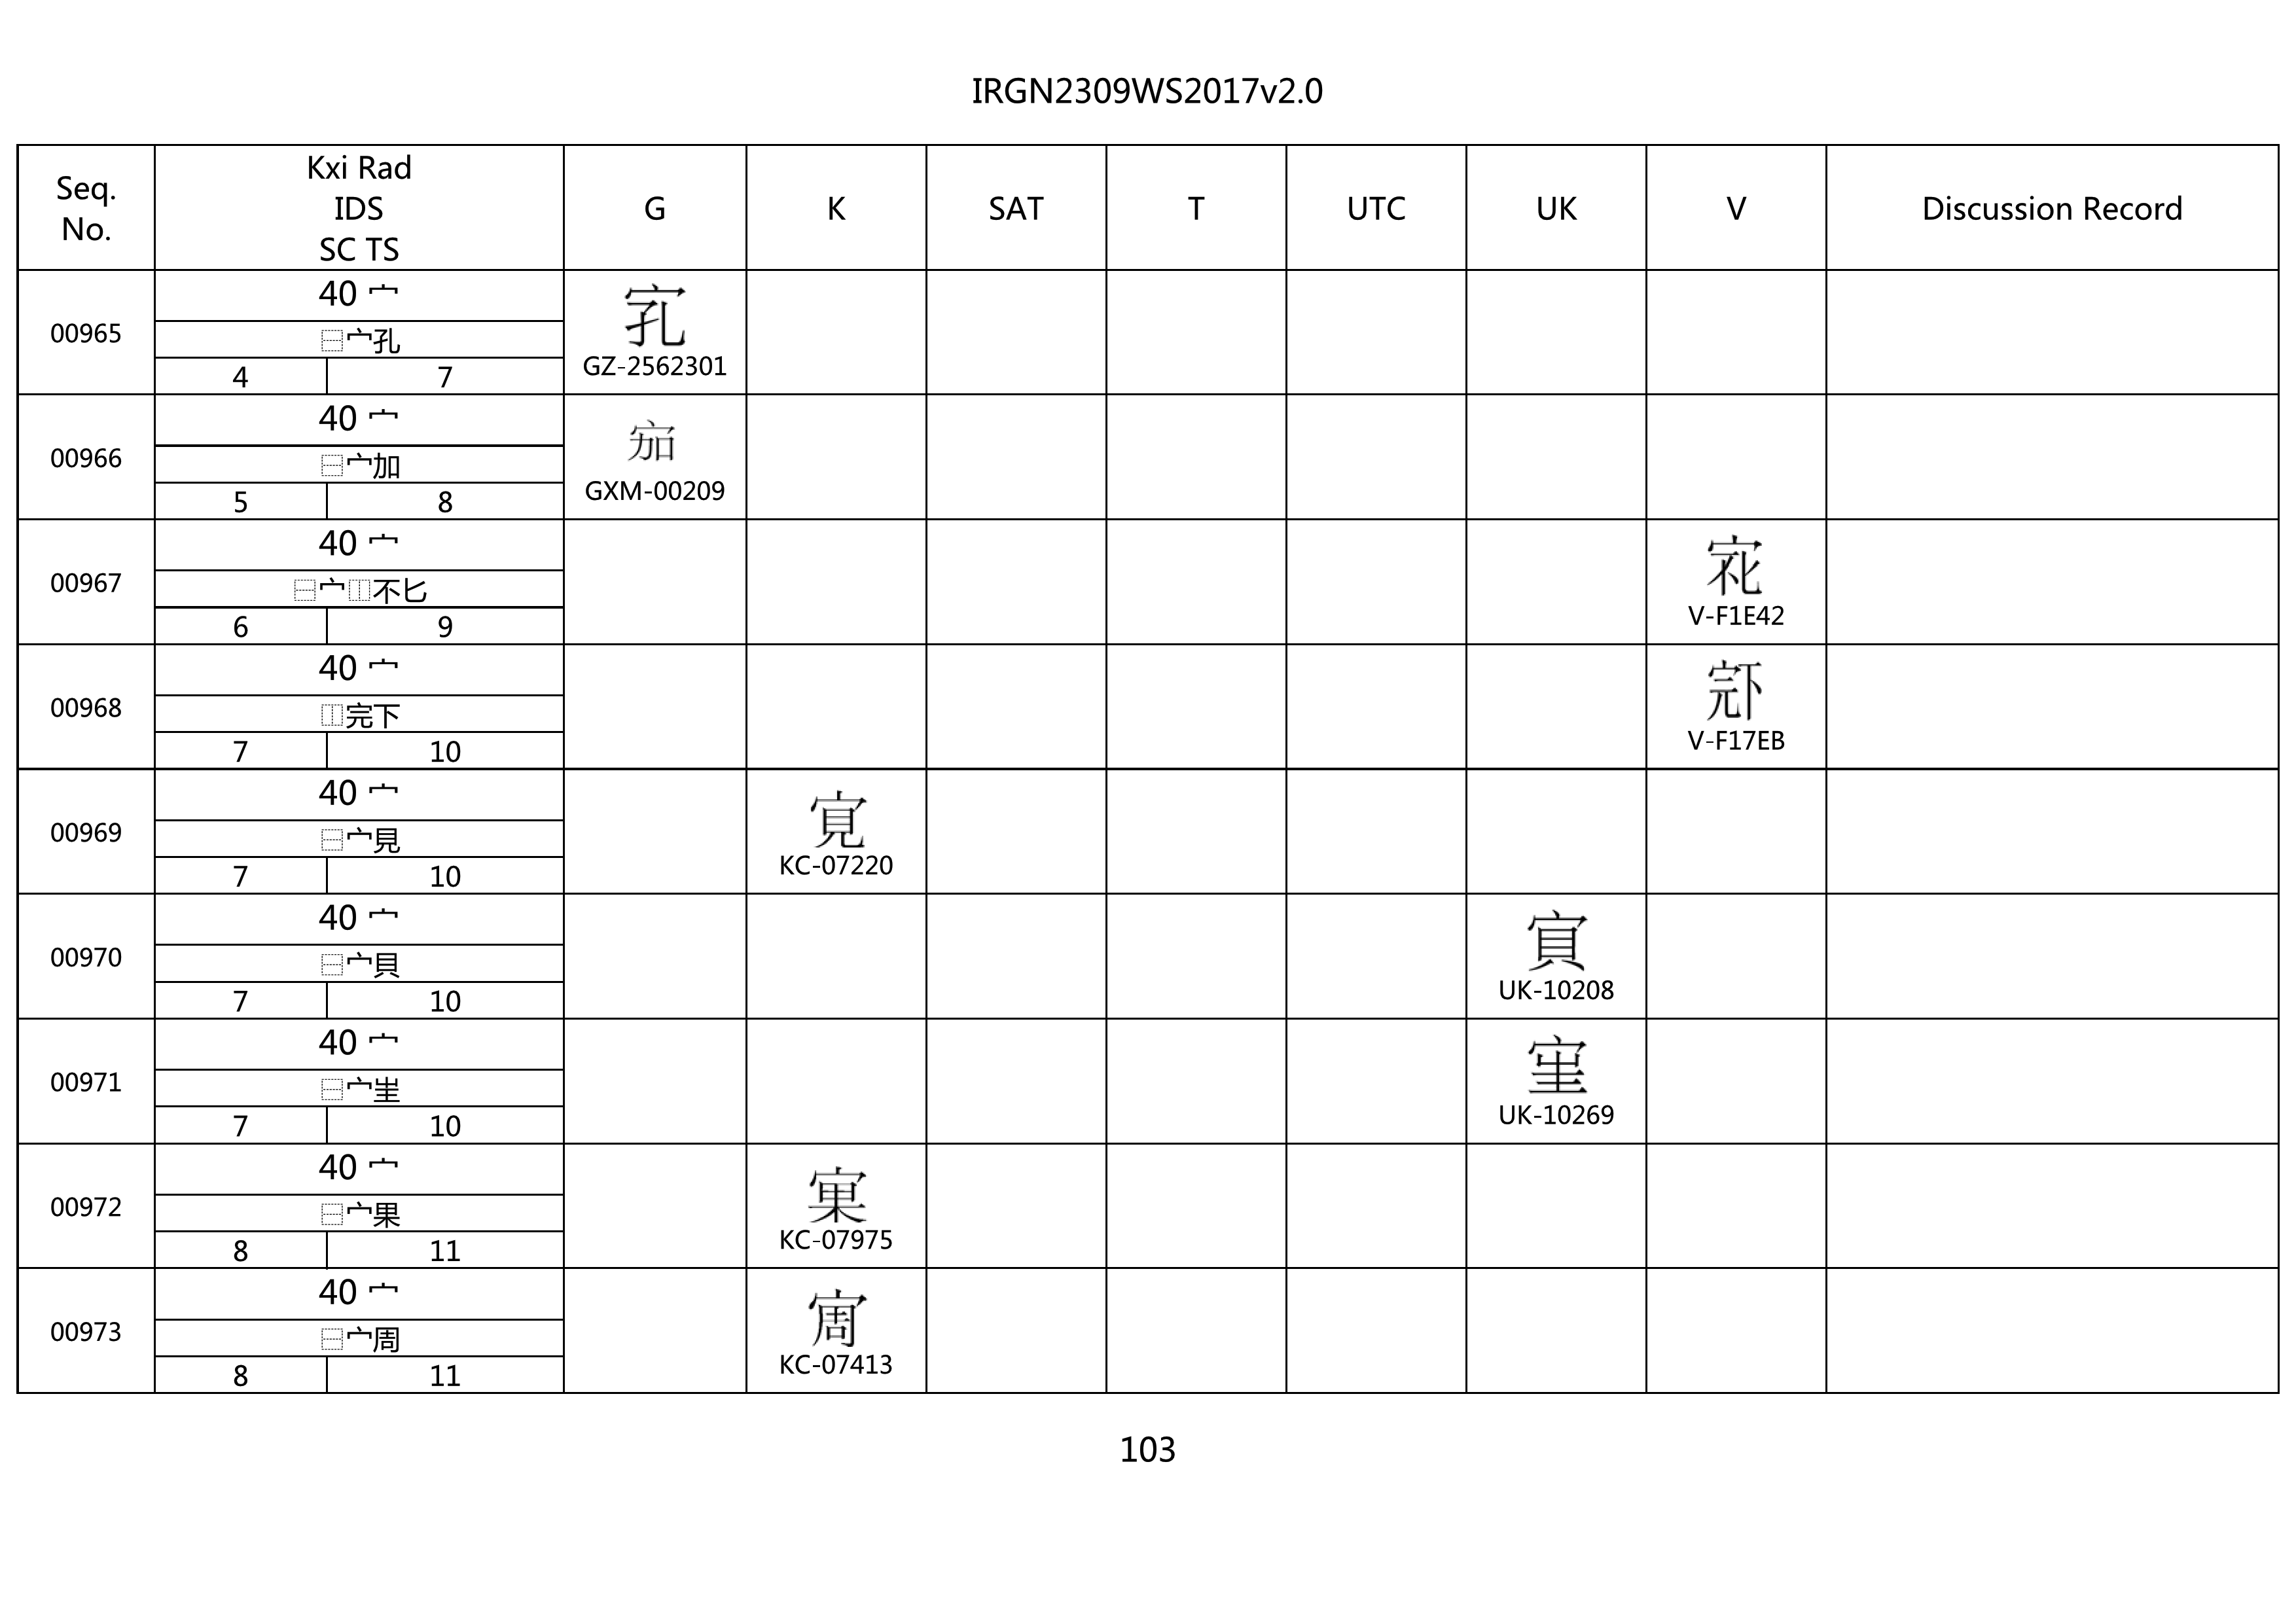 IRGN2309WS2017v2.0
Seq. No.
Kxi Rad
IDS
SC TS
G K SAT T UTC UK V Discussion Record
00965
40 宀
⿱宀孔
4 7
GZ-2562301
00966
40 宀
⿱宀加
5 8
GXM-00209
00967
40 宀
⿱宀⿰不匕
6 9
V-F1E42
00968
40 宀
⿰完下
7 10
V-F17EB
00969
40 宀
⿱宀見
7 10
KC-07220
00970
40 宀
⿱宀貝
7 10
UK-10208
00971
40 宀
⿱宀
7 10
UK-10269
00972
40 宀
⿱宀果
8 11
KC-07975
00973
40 宀
⿱宀周
8 11
KC-07413
103